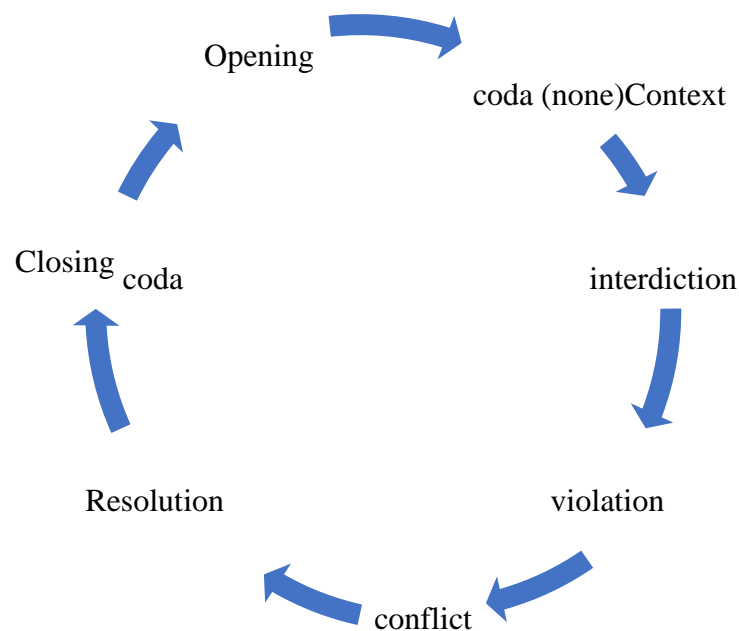 Opening
coda (none)Context
interdiction
violation
conflict
Resolution
Closing coda